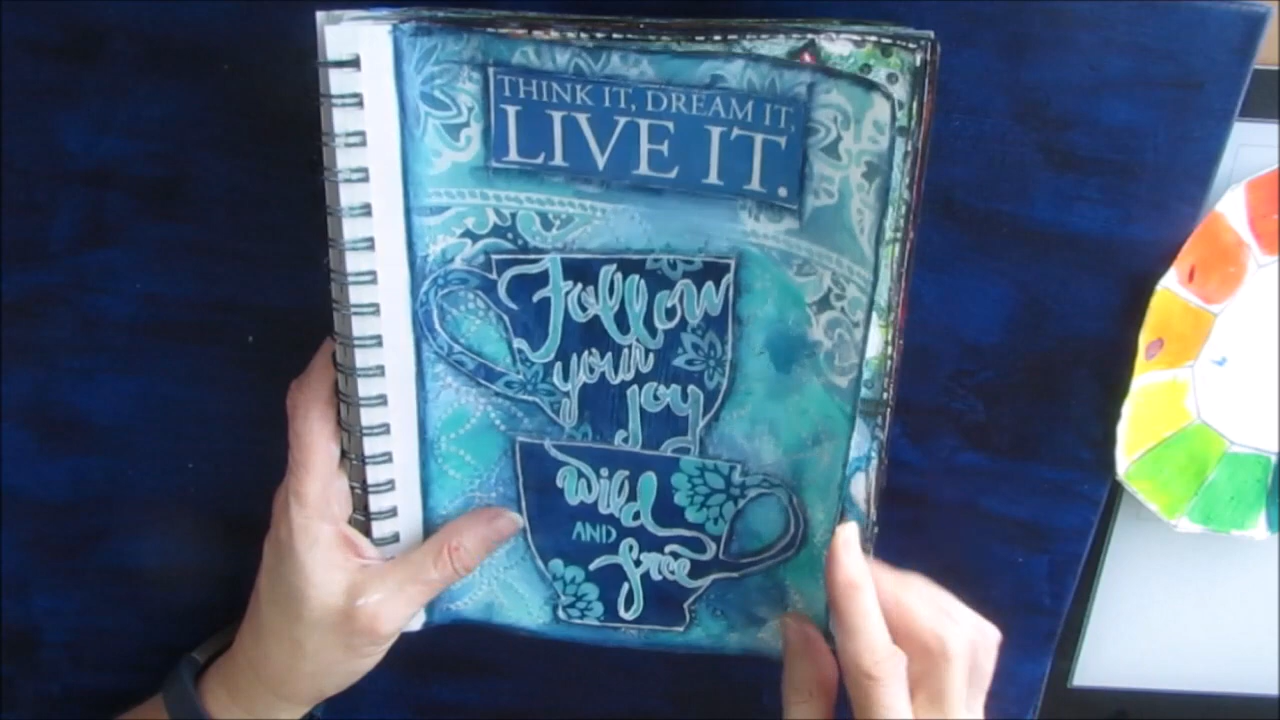 THINK IT, DREAM IT,
LIVE IT.
Follow
your
joy
Wild
AND
free